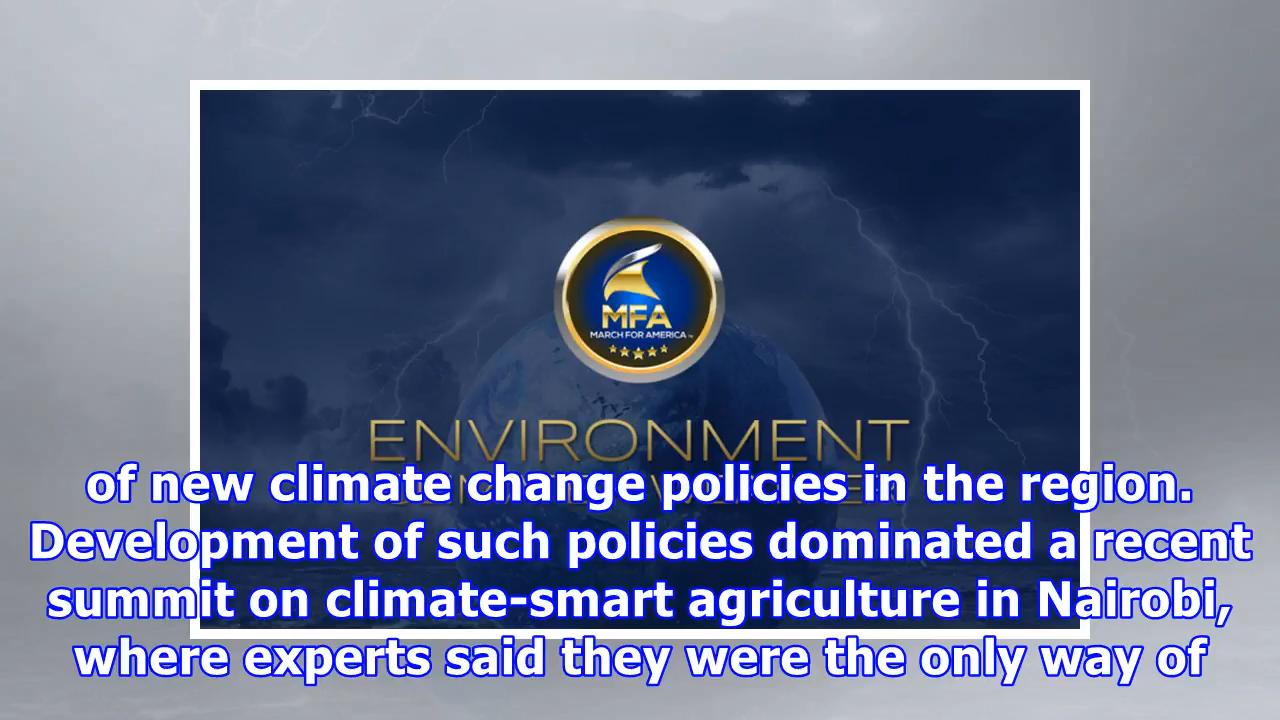 MFA
MARCH FOR AMERICA
ENVIRONMENT
of new climate change policies in the region.
Development of such policies dominated a recent
summit on climate-smart agriculture in Nairobi,
where experts said they were the only way of